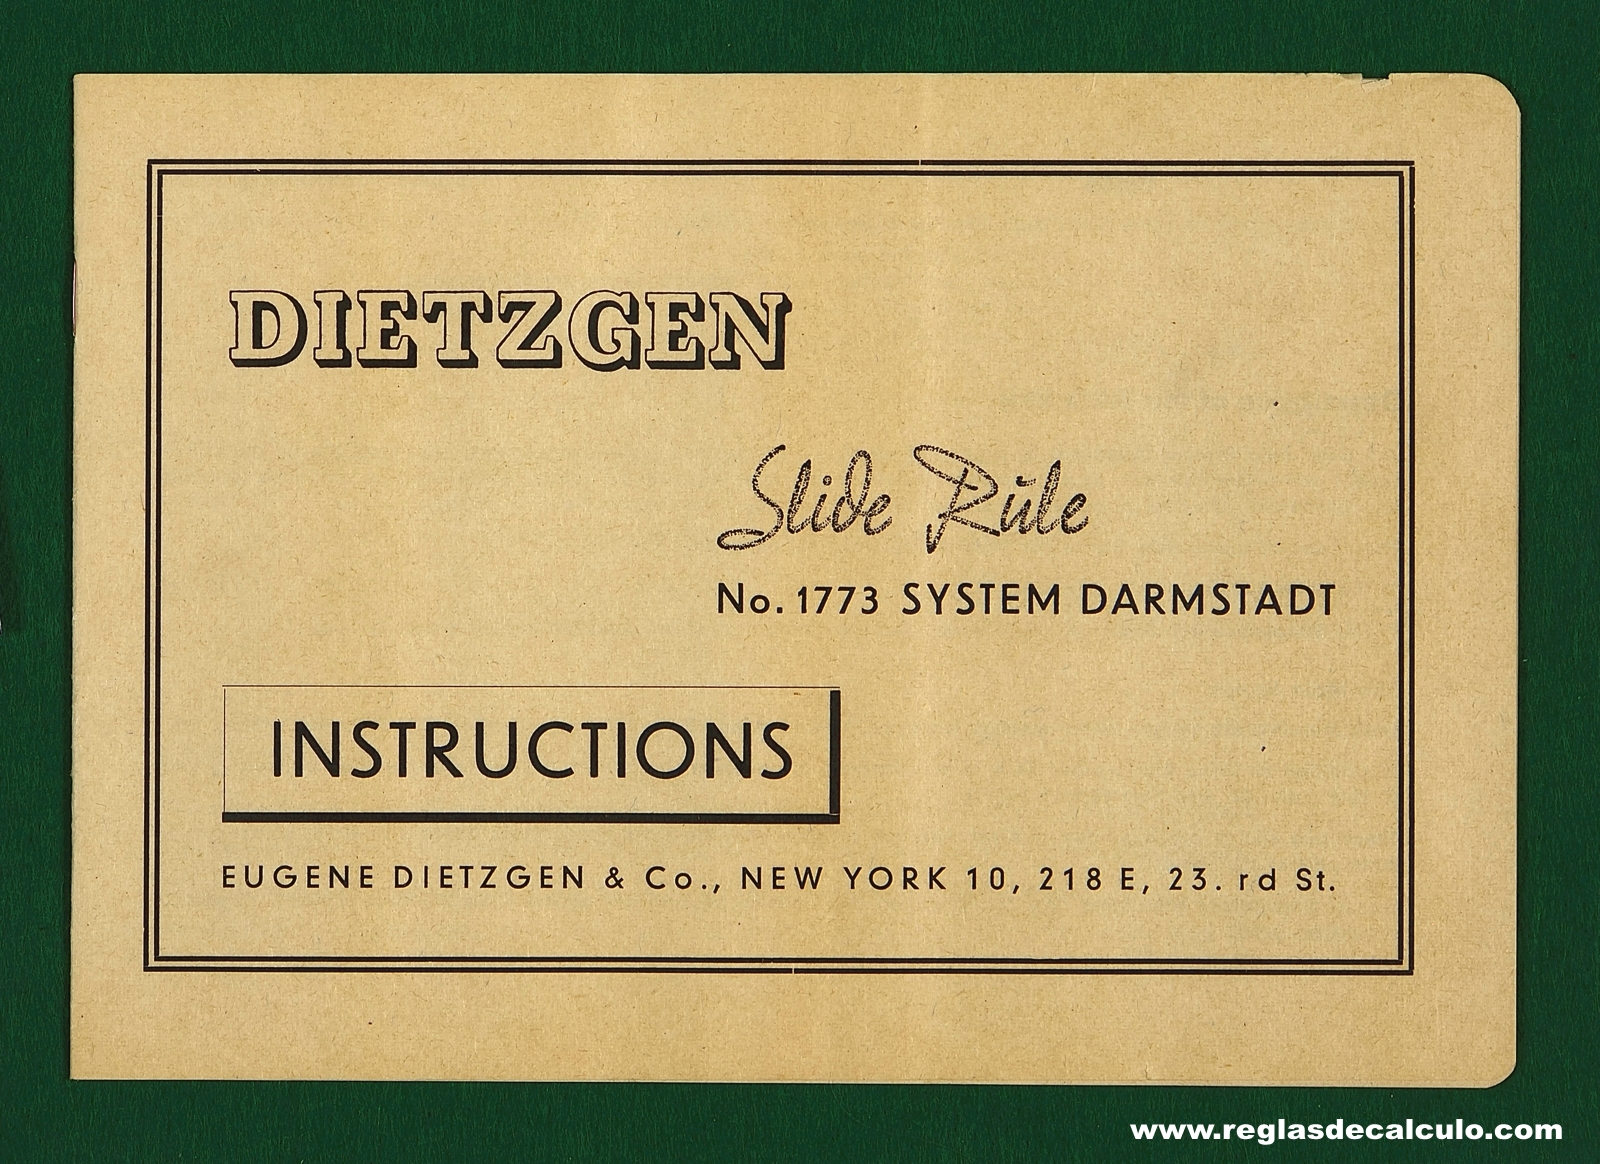 DIETZGEN
Slide Rule
No. 1773 SYSTEM DARMSTADT
INSTRUCTIONS
EUGENE DIETZGEN & Co., NEW YORK 10, 218 E, 23. rd St.
www.reglasdecalculo.com